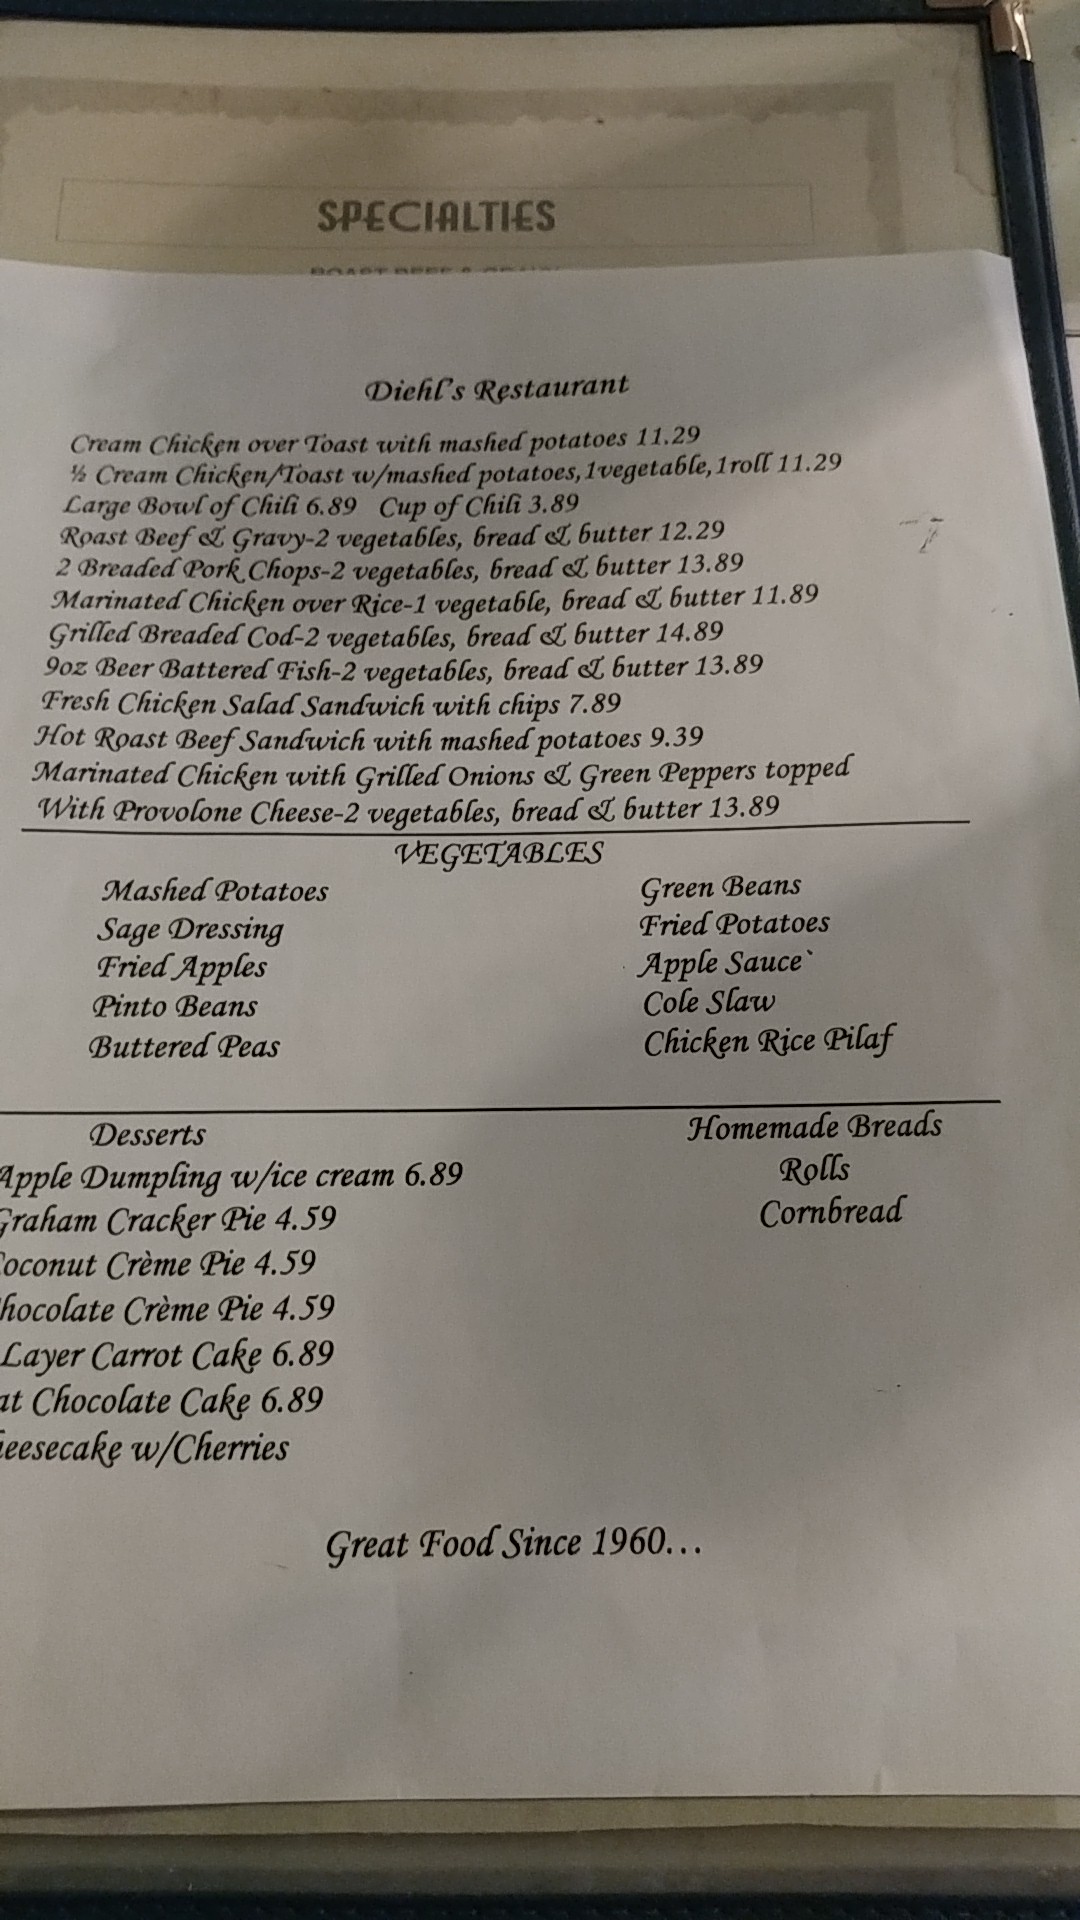 SPECIALTIES
ROAST BEEF &
Diehl's Restaurant
Cream Chicken over Toast with mashed potatoes 11.29
½ Cream Chicken/Toast w/mashed potatoes,1vegetable,1roll 11.29
Large Bowl of Chili 6.89 Cup of Chili 3.89
Roast Beef & Gravy-2 vegetables, bread & butter 12.29
2 Breaded Pork Chops-2 vegetables, bread & butter 13.89
Marinated Chicken over Rice-1 vegetable, bread & butter 11.89
Grilled Breaded Cod-2 vegetables, bread & butter 14.89
9oz Beer Battered Fish-2 vegetables, bread & butter 13.89
Fresh Chicken Salad Sandwich with chips 7.89
Hot Roast Beef Sandwich with mashed potatoes 9.39
Marinated Chicken with Grilled Onions & Green Peppers topped
With Provolone Cheese-2 vegetables, bread & butter 13.89
VEGETABLES
Mashed Potatoes Green Beans
Sage Dressing Fried Potatoes
Fried Apples Apple Sauce`
Pinto Beans Cole Slaw
Buttered Peas Chicken Rice Pilaf
Desserts Homemade Breads
Apple Dumpling w/ice cream 6.89 Rolls
Graham Cracker Pie 4.59 Cornbread
Coconut Crème Pie 4.59
Chocolate Crème Pie 4.59
Layer Carrot Cake 6.89
Chocolate Cake 6.89
heesecake w/Cherries
Great Food Since 1960...